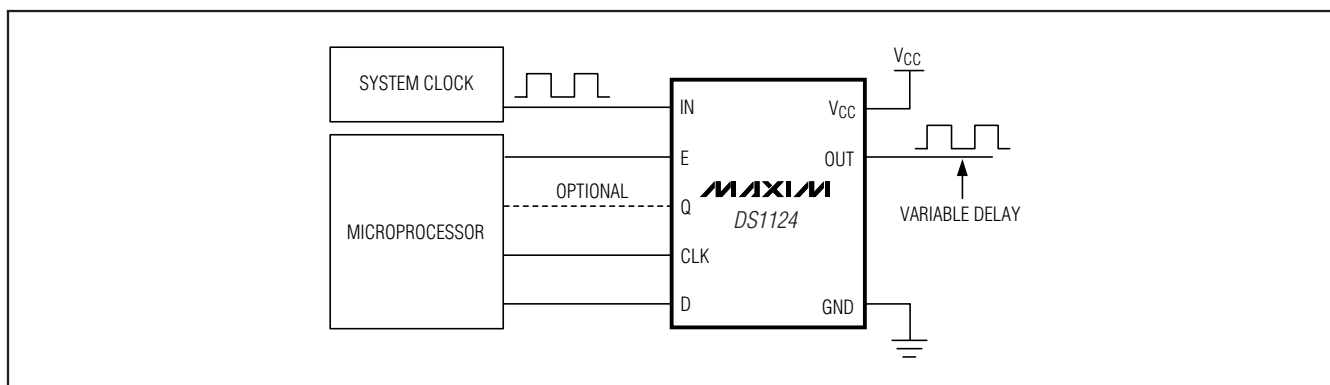 SYSTEM CLOCK
MICROPROCESSOR
OPTIONAL
IN
E
Q
CLK
D
MAXIM
DS1124
VCC
OUT
GND
VCC
VARIABLE DELAY